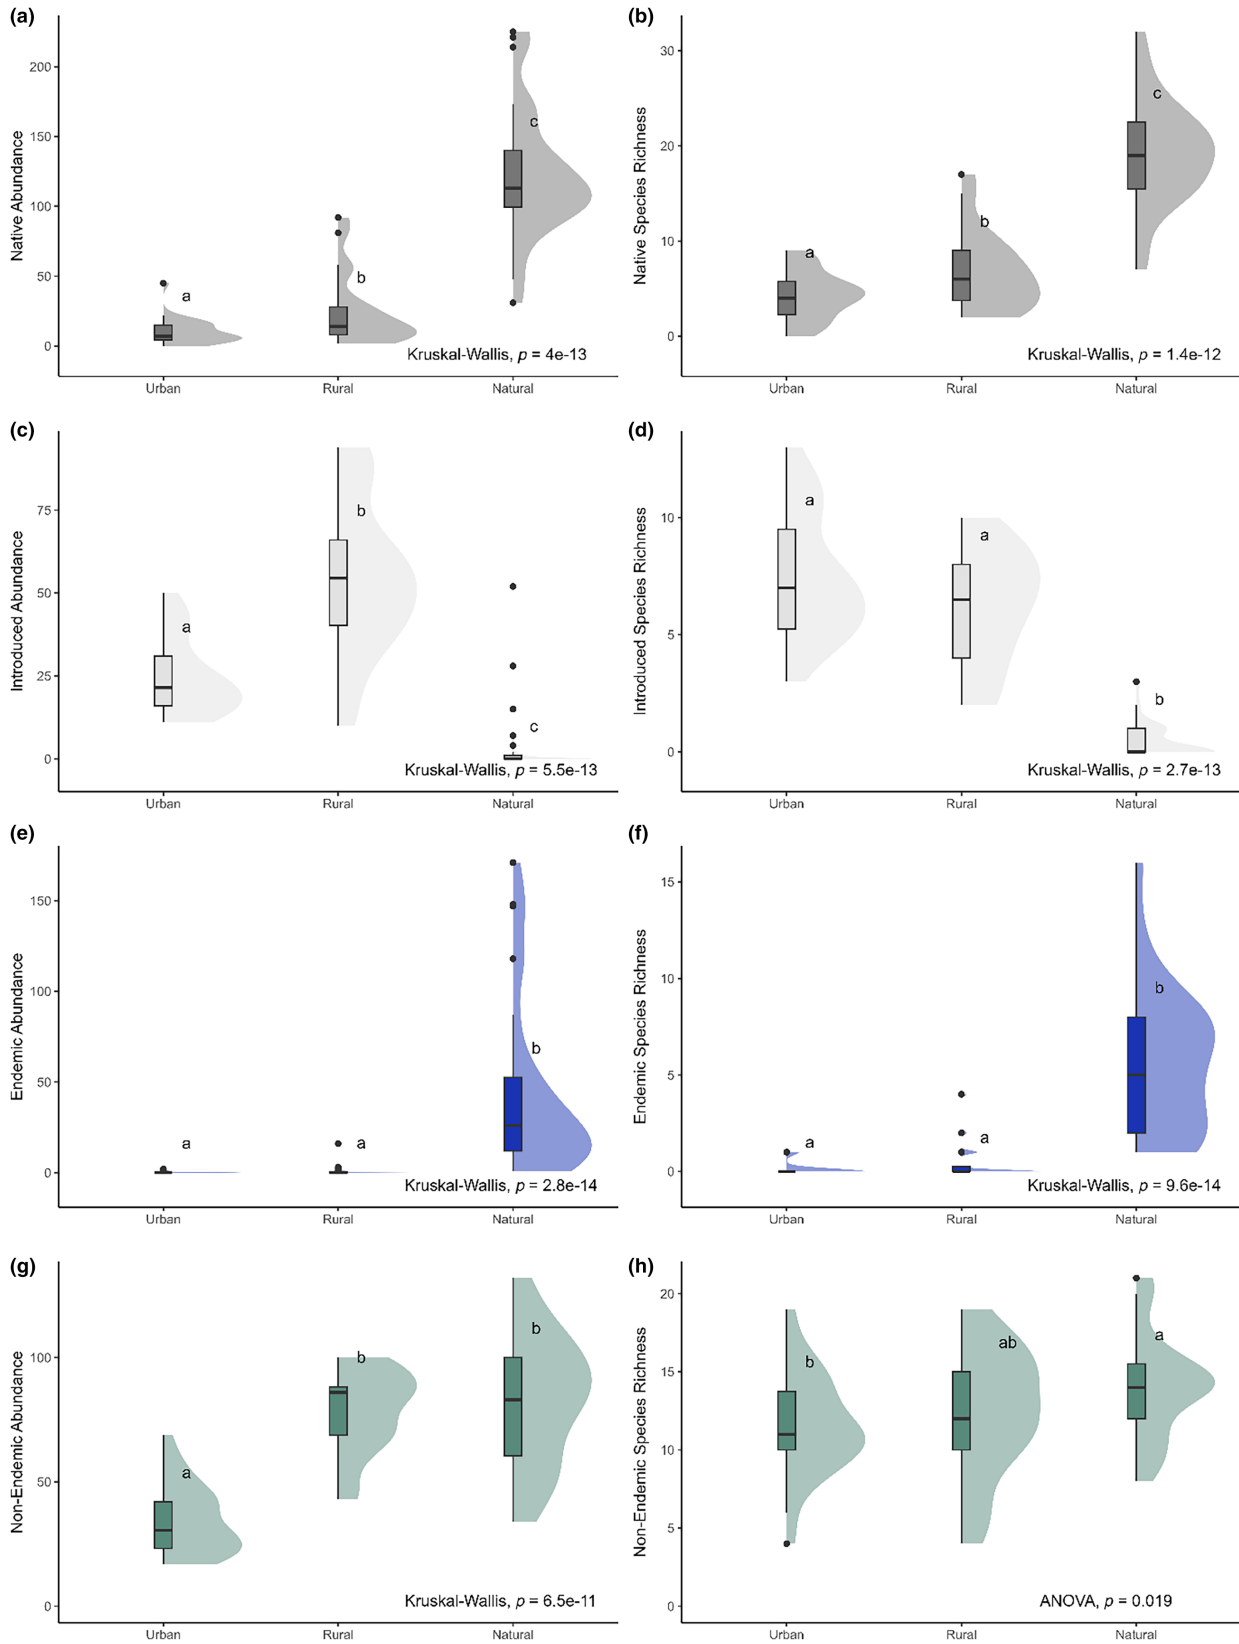 (a)
Native Abundance
200
150
100
50
0
a
b
c
Kruskal-Wallis, p = 4e-13
Urban Rural Natural
(b)
Native Species Richness
30
20
10
0
a
b
c
Kruskal-Wallis, p = 1.4e-12
Urban Rural Natural
(c)
Introduced Abundance
75
50
25
0
a
b
c
Kruskal-Wallis, p = 5.5e-13
Urban Rural Natural
(d)
Introduced Species Richness
10
5
0
a
a
b
Kruskal-Wallis, p = 2.7e-13
Urban Rural Natural
(e)
Endemic Abundance
150
100
50
0
a
a
b
Kruskal-Wallis, p = 2.8e-14
Urban Rural Natural
(f)
Endemic Species Richness
15
10
5
0
a
a
b
Kruskal-Wallis, p = 9.6e-14
Urban Rural Natural
(g)
Non-Endemic Abundance
100
50
0
a
b
b
Kruskal-Wallis, p = 6.5e-11
Urban Rural Natural
(h)
Non-Endemic Species Richness
20
15
10
5
0
b
ab
a
ANOVA, p = 0.019
Urban Rural Natural